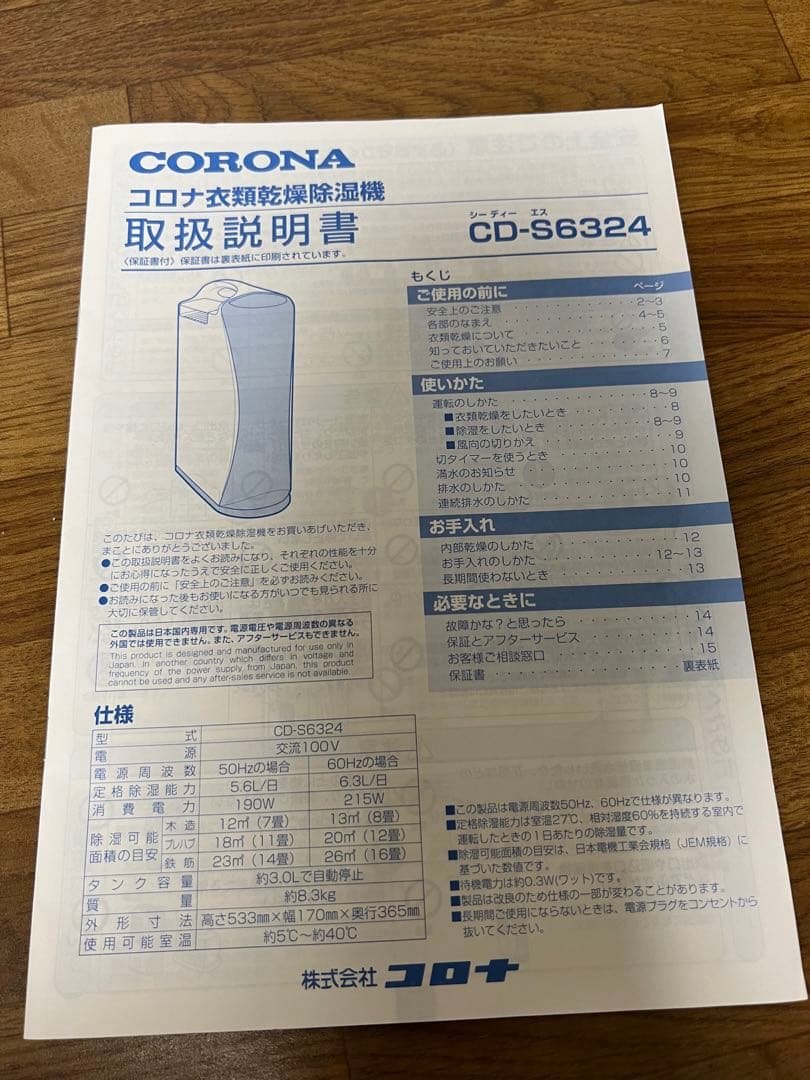 CORONA
コロナ衣類乾燥除湿機
取扱説明書
シー ディー エス
CD-S6324
〈保証書付〉保証書は裏表紙に印刷されています。
もくじ
ご使用の前に ページ
安全上のご注意 ・・・ 2〜3
各部のなまえ ・・・ 4〜5
衣類乾燥について ・・・ 5
知っておいていただきたいこと ・・・ 6
ご使用上のお願い ・・・ 7
使いかた
運転のしかた ・・・ 8〜9
■衣類乾燥をしたいとき ・・・ 8
■除湿をしたいとき ・・・ 8〜9
■風向の切りかえ ・・・ 9
切タイマーを使うとき ・・・ 10
満水のお知らせ ・・・ 10
排水のしかた ・・・ 10
連続排水のしかた ・・・ 11
お手入れ
内部乾燥のしかた ・・・ 12
お手入れのしかた ・・・ 12〜13
長期間使わないとき ・・・ 13
必要なときに
故障かな？と思ったら ・・・ 14
保証とアフターサービス ・・・ 14
お客様ご相談窓口 ・・・ 15
保証書 ・・・ 裏表紙
このたびは、コロナ衣類乾燥除湿機をお買いあげいただき、
まことにありがとうございました。
●この取扱説明書をよくお読みになり、それぞれの性能を十分
にお心得になったうえで安全に正しくご使用ください。
●ご使用の前に「安全上のご注意」を必ずお読みください。
●お読みになった後もお使いになる方がいつでも見られる所に
大切に保管してください。
この製品は日本国内専用です。電源電圧や電源周波数の異なる
外国では使用できません。また、アフターサービスもできません。
This product is designed and manufactured for use only in
Japan. In another country which differs in voltage and
frequency of the power supply from Japan, this product
cannot be used and any after-sales service is not available.
仕様
型式 CD-S6324
電源 交流100V
電源周波数 50Hzの場合 60Hzの場合
定格除湿能力 5.6L/日 6.3L/日
消費電力 190W 215W
除湿可能面積の目安 木造 12㎡（7畳） 13㎡（8畳）
プレハブ 18㎡（11畳） 20㎡（12畳）
鉄筋 23㎡（14畳） 26㎡（16畳）
タンク容量 約3.0Lで自動停止
質量 約8.3kg
外形寸法 高さ533㎜×幅170㎜×奥行365㎜
使用可能室温 約5℃〜約40℃
■この製品は電源周波数50Hz、60Hzで仕様が異なります。
■定格除湿能力は室温27℃、相対湿度60％を持続する室内で
運転したときの1日あたりの除湿量です。
■除湿可能面積の目安は、日本電機工業会規格（JEM規格）に
基づいた数値です。
■待機電力は約0.3W（ワット）です。
■製品は改良のため仕様の一部が変わることがあります。
■長期間ご使用にならないときは、電源プラグをコンセントから
抜いてください。
株式会社 コロナ